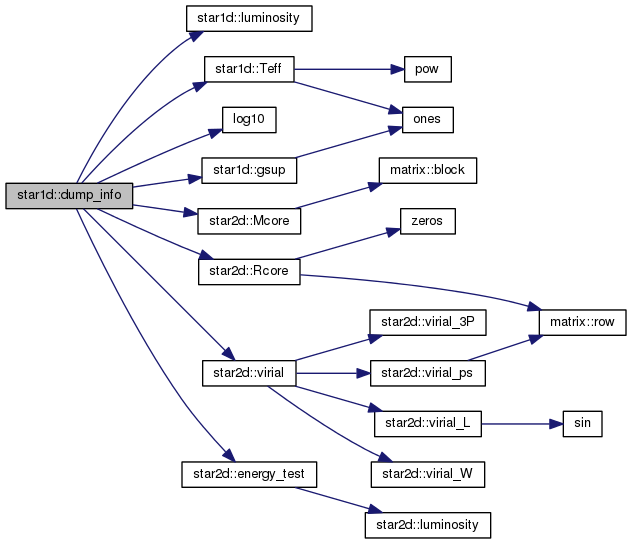 star1d::luminosity
star1d::Teff
pow
log10
ones
star1d::gsup
matrix::block
star1d::dump_info
star2d::Mcore
zeros
star2d::Rcore
star2d::virial_3P
matrix::row
star2d::virial
star2d::virial_ps
star2d::virial_L
sin
star2d::energy_test
star2d::virial_W
star2d::luminosity